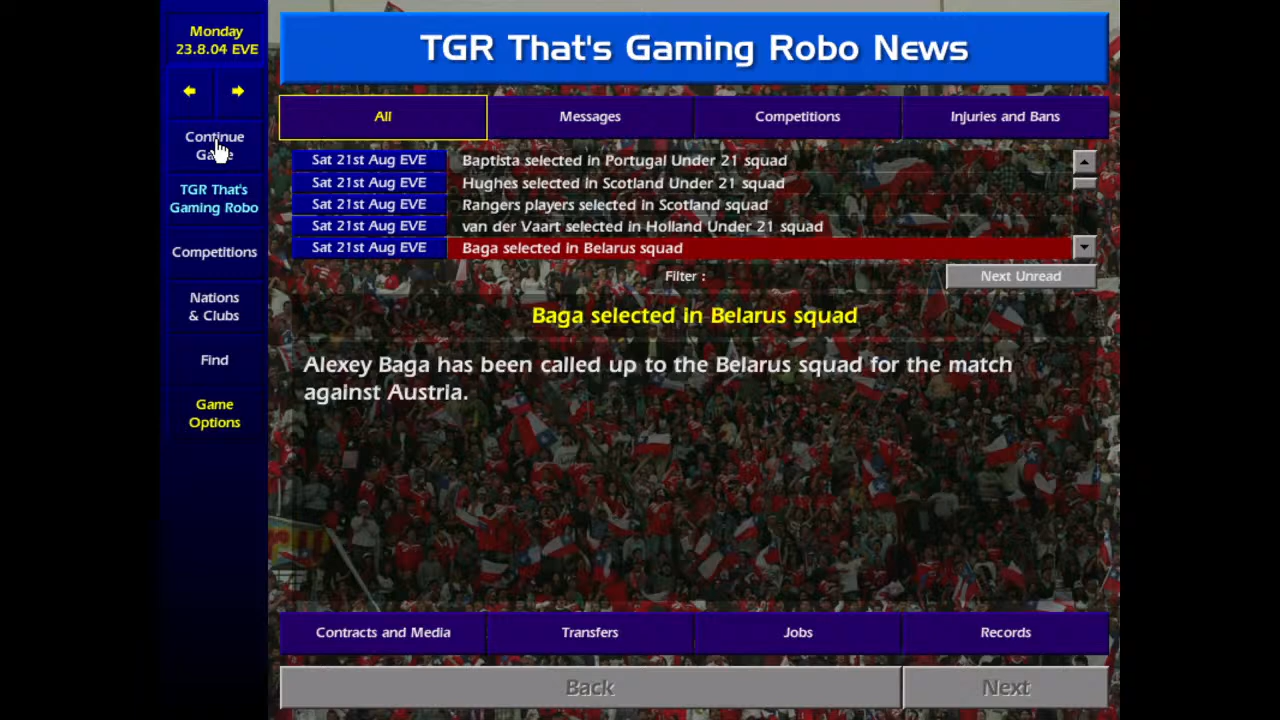 Monday
23.8.04 EVE
Continue
Game
TGR That's
Gaming Robo
Competitions
Nations
& Clubs
Find
Game
Options
TGR That's Gaming Robo News
All
Messages
Competitions
Injuries and Bans
Sat 21st Aug EVE Baptista selected in Portugal Under 21 squad
Sat 21st Aug EVE Hughes selected in Scotland Under 21 squad
Sat 21st Aug EVE Rangers players selected in Scotland squad
Sat 21st Aug EVE van der Vaart selected in Holland Under 21 squad
Sat 21st Aug EVE Baga selected in Belarus squad
Filter :
Next Unread
Baga selected in Belarus squad
Alexey Baga has been called up to the Belarus squad for the match
against Austria.
Contracts and Media
Transfers
Jobs
Records
Back
Next